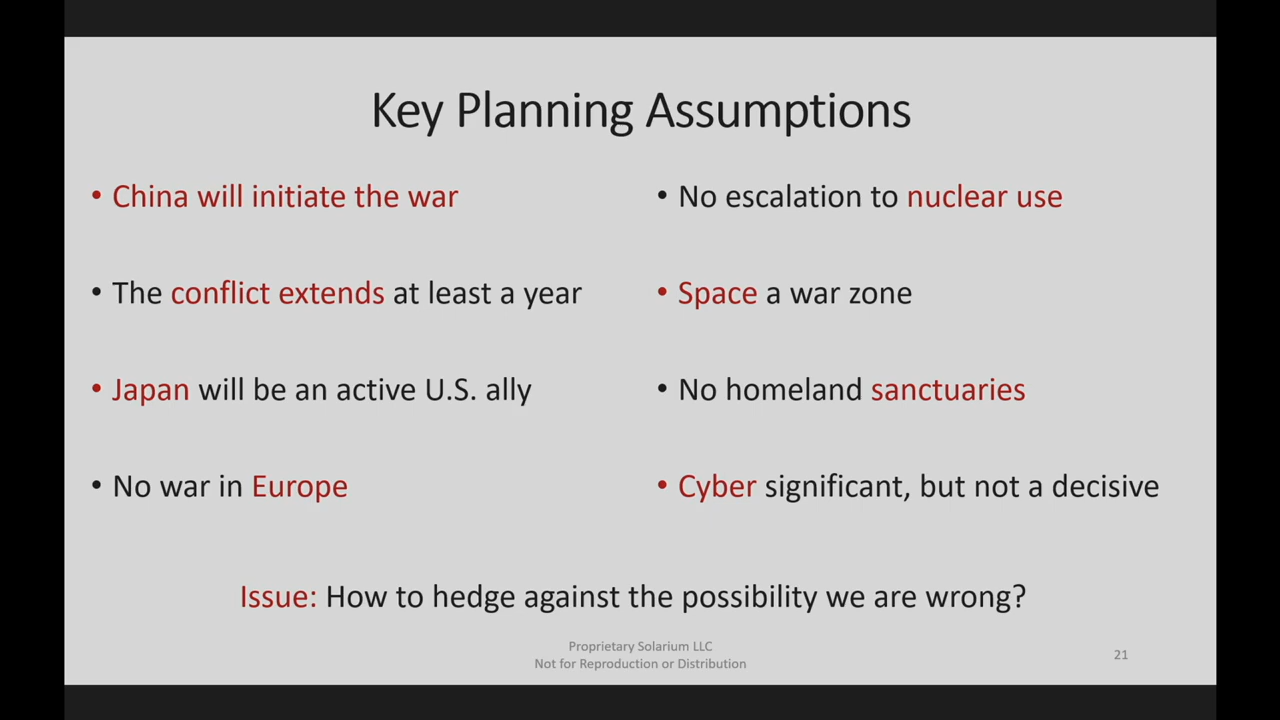 Key Planning Assumptions
• China will initiate the war
• The conflict extends at least a year
• Japan will be an active U.S. ally
• No war in Europe
• No escalation to nuclear use
• Space a war zone
• No homeland sanctuaries
• Cyber significant, but not a decisive
Issue: How to hedge against the possibility we are wrong?
Proprietary Solarium LLC
Not for Reproduction or Distribution
21